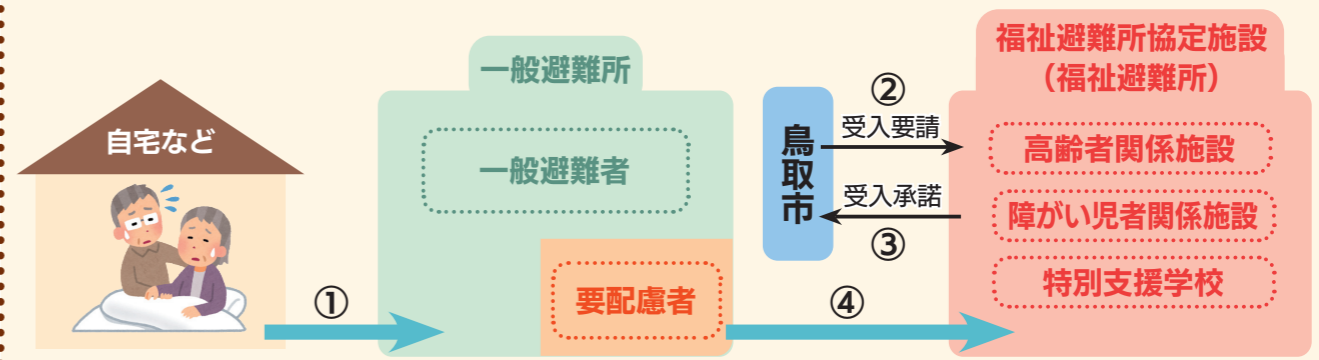 自宅など
①
一般避難所
一般避難者
要配慮者
鳥取市
②
受入要請
受入承諾
③
④
福祉避難所協定施設
（福祉避難所）
高齢者関係施設
障がい児者関係施設
特別支援学校